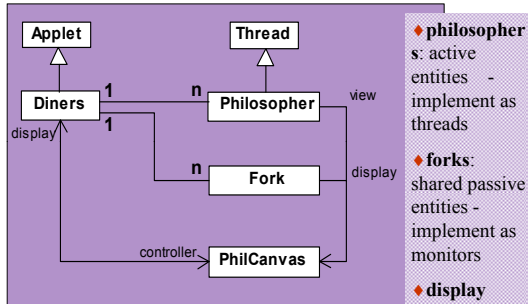 Applet
Thread
Diners
1
n
Philosopher
view
display
1
n
Fork
display
controller
PhilCanvas
♦philosopher
s: active
entities -
implement as
threads
♦forks:
shared passive
entities -
implement as
monitors
♦display